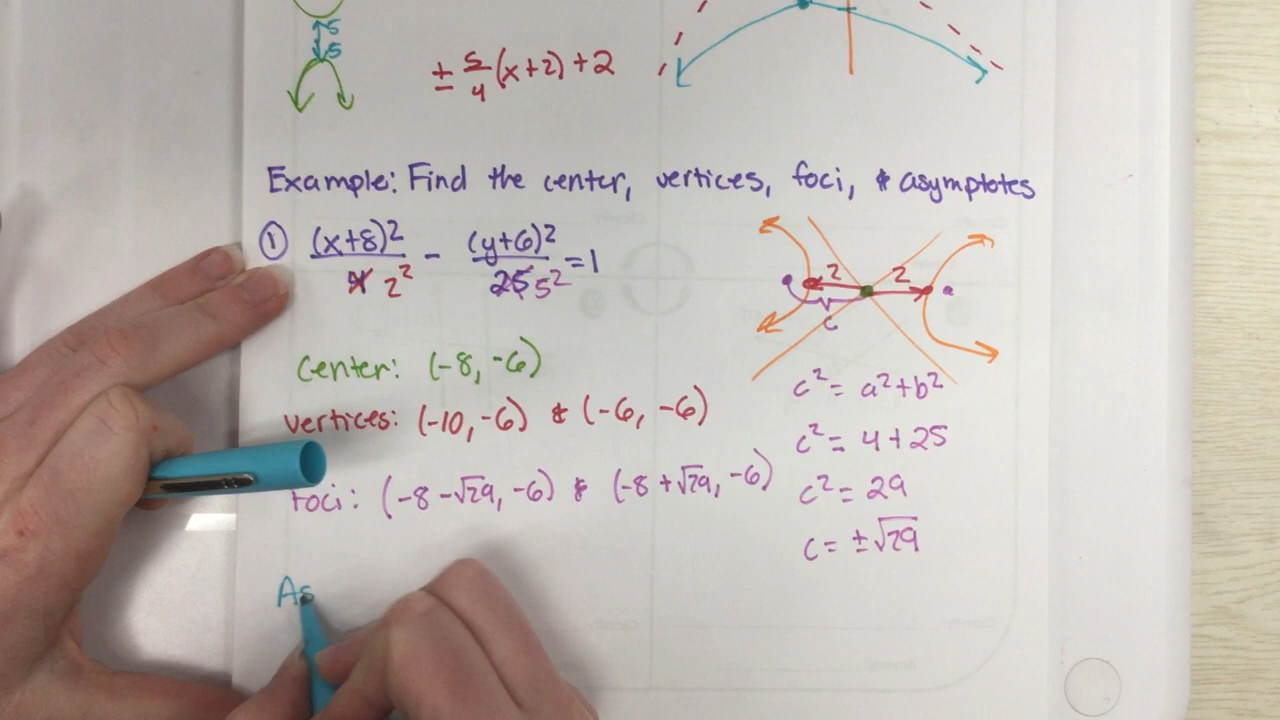 5
5
± 5/4 (x+2) + 2
Example: Find the center, vertices, foci, & asymptotes
① (x+8)²/4 2² - (y+6)²/25 5² = 1
2 2
c
center: (-8, -6)
vertices: (-10, -6) & (-6, -6)
foci: (-8 - √29, -6) & (-8 + √29, -6)
c² = a² + b²
c² = 4 + 25
c² = 29
c = ± √29
As